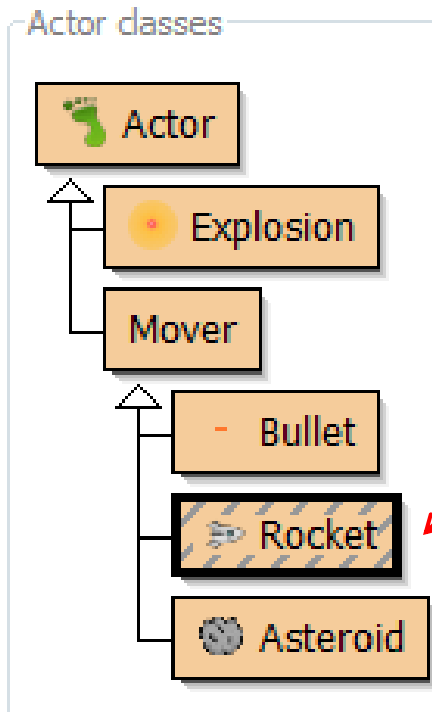 Actor classes
Actor
Explosion
Mover
Bullet
Rocket
Asteroid